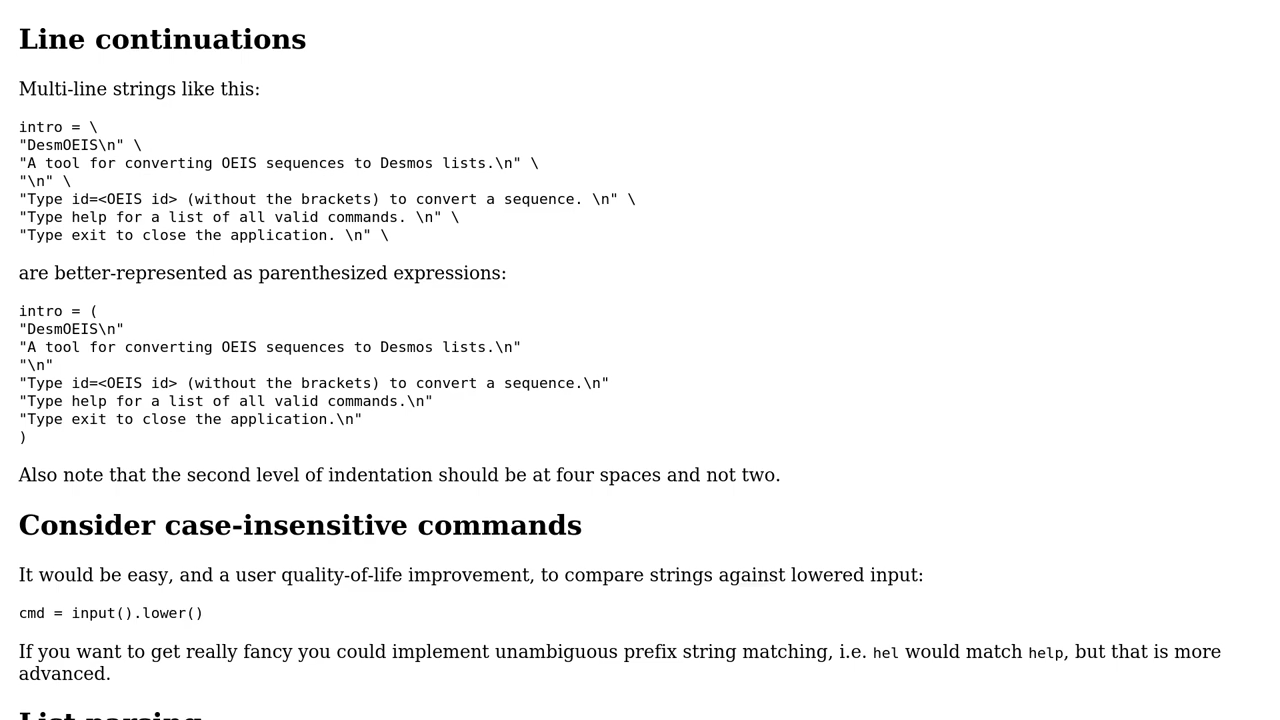 Line continuations
Multi-line strings like this:
intro = \
"DesmOEIS\n" \
"A tool for converting OEIS sequences to Desmos lists.\n" \
"\n" \
"Type id=<OEIS id> (without the brackets) to convert a sequence. \n" \
"Type help for a list of all valid commands. \n" \
"Type exit to close the application. \n" \
are better-represented as parenthesized expressions:
intro = (
"DesmOEIS\n"
"A tool for converting OEIS sequences to Desmos lists.\n"
"\n"
"Type id=<OEIS id> (without the brackets) to convert a sequence.\n"
"Type help for a list of all valid commands.\n"
"Type exit to close the application.\n"
)
Also note that the second level of indentation should be at four spaces and not two.
Consider case-insensitive commands
It would be easy, and a user quality-of-life improvement, to compare strings against lowered input:
cmd = input().lower()
If you want to get really fancy you could implement unambiguous prefix string matching, i.e. hel would match help, but that is more
advanced.
List parsing